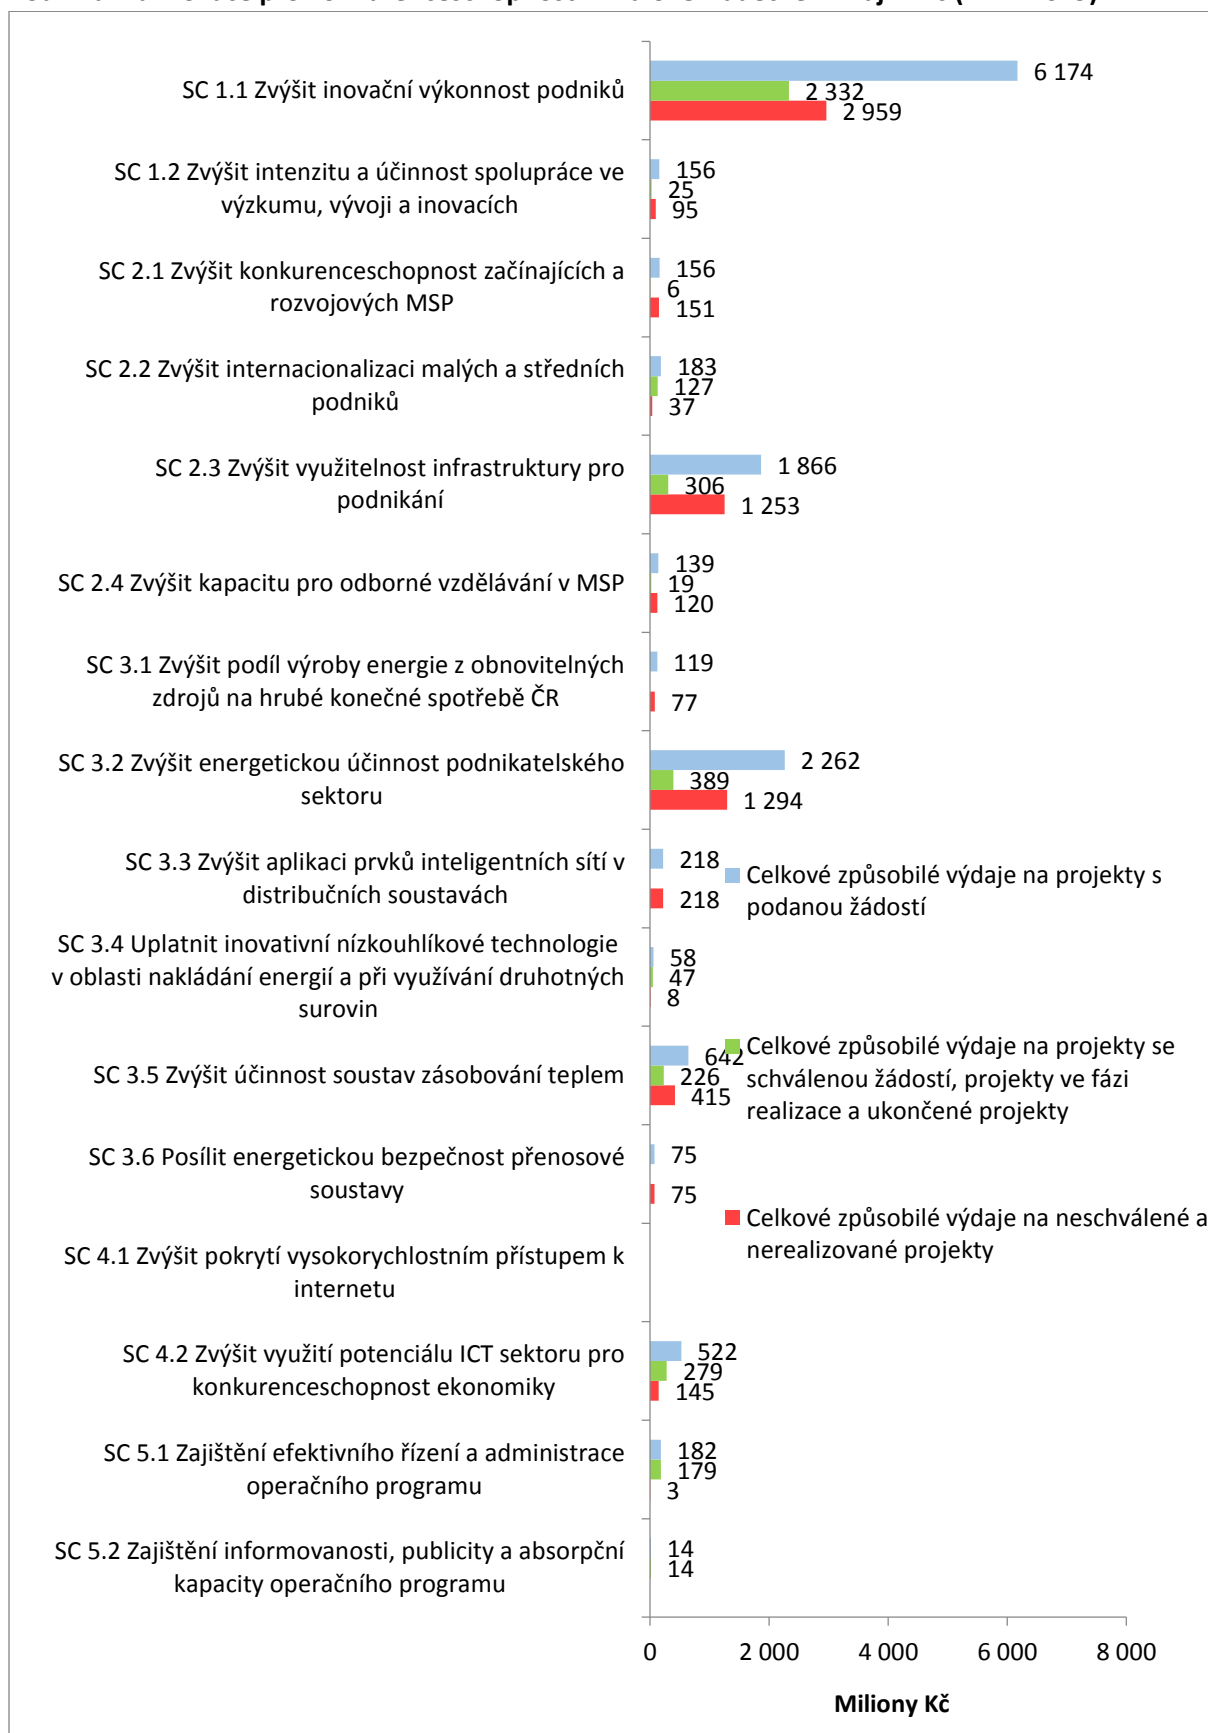 SC 1.1 Zvýšit inovační výkonnost podniků
6 174
2 332
2 959
SC 1.2 Zvýšit intenzitu a účinnost spolupráce ve
výzkumu, vývoji a inovacích
156
25
95
SC 2.1 Zvýšit konkurenceschopnost začínajících a
rozvojových MSP
156
6
151
SC 2.2 Zvýšit internacionalizaci malých a středních
podniků
183
127
37
SC 2.3 Zvýšit využitelnost infrastruktury pro
podnikání
1 866
306
1 253
SC 2.4 Zvýšit kapacitu pro odborné vzdělávání v MSP
139
19
120
SC 3.1 Zvýšit podíl výroby energie z obnovitelných
zdrojů na hrubé konečné spotřebě ČR
119
77
SC 3.2 Zvýšit energetickou účinnost podnikatelského
sektoru
2 262
389
1 294
SC 3.3 Zvýšit aplikaci prvků inteligentních sítí v
distribučních soustavách
218
218
SC 3.4 Uplatnit inovativní nízkouhlíkové technologie
v oblasti nakládání energií a při využívání druhotných
surovin
58
47
8
SC 3.5 Zvýšit účinnost soustav zásobování teplem
642
226
415
SC 3.6 Posílit energetickou bezpečnost přenosové
soustavy
75
75
SC 4.1 Zvýšit pokrytí vysokorychlostním přístupem k
internetu
SC 4.2 Zvýšit využití potenciálu ICT sektoru pro
konkurenceschopnost ekonomiky
522
279
145
SC 5.1 Zajištění efektivního řízení a administrace
operačního programu
182
179
3
SC 5.2 Zajištění informovanosti, publicity a absorpční
kapacity operačního programu
14
14
Celkové způsobilé výdaje na projekty s
podanou žádostí
Celkové způsobilé výdaje na projekty se
schválenou žádostí, projekty ve fázi
realizace a ukončené projekty
Celkové způsobilé výdaje na neschválené a
nerealizované projekty
0 2 000 4 000 6 000 8 000
Miliony Kč